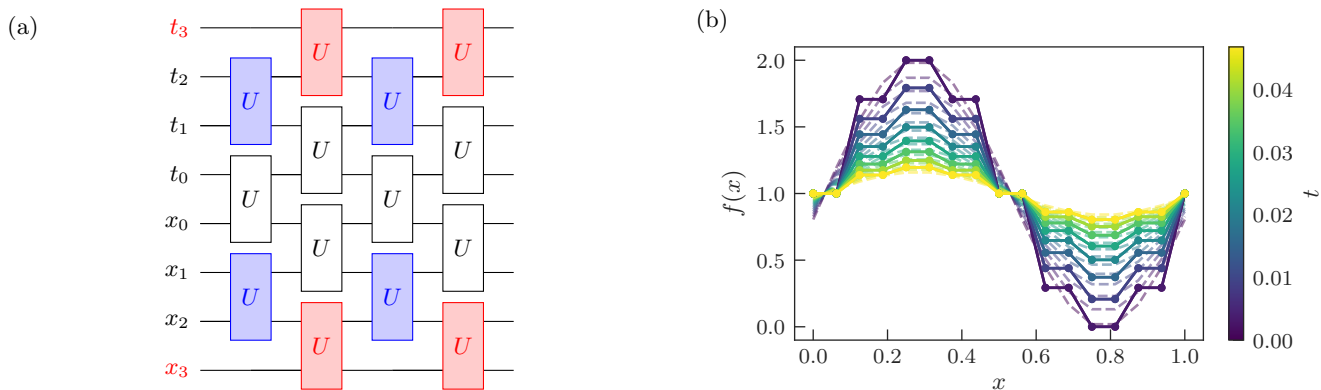 (a)
t₃
t₂
t₁
t₀
x₀
x₁
x₂
x₃
U U U U
U U U U
U U U U
U U
(b)
f(x)
2.0
1.5
1.0
0.5
0.0
0.0 0.2 0.4 0.6 0.8 1.0
x
0.04
0.03
0.02
0.01
0.00
t